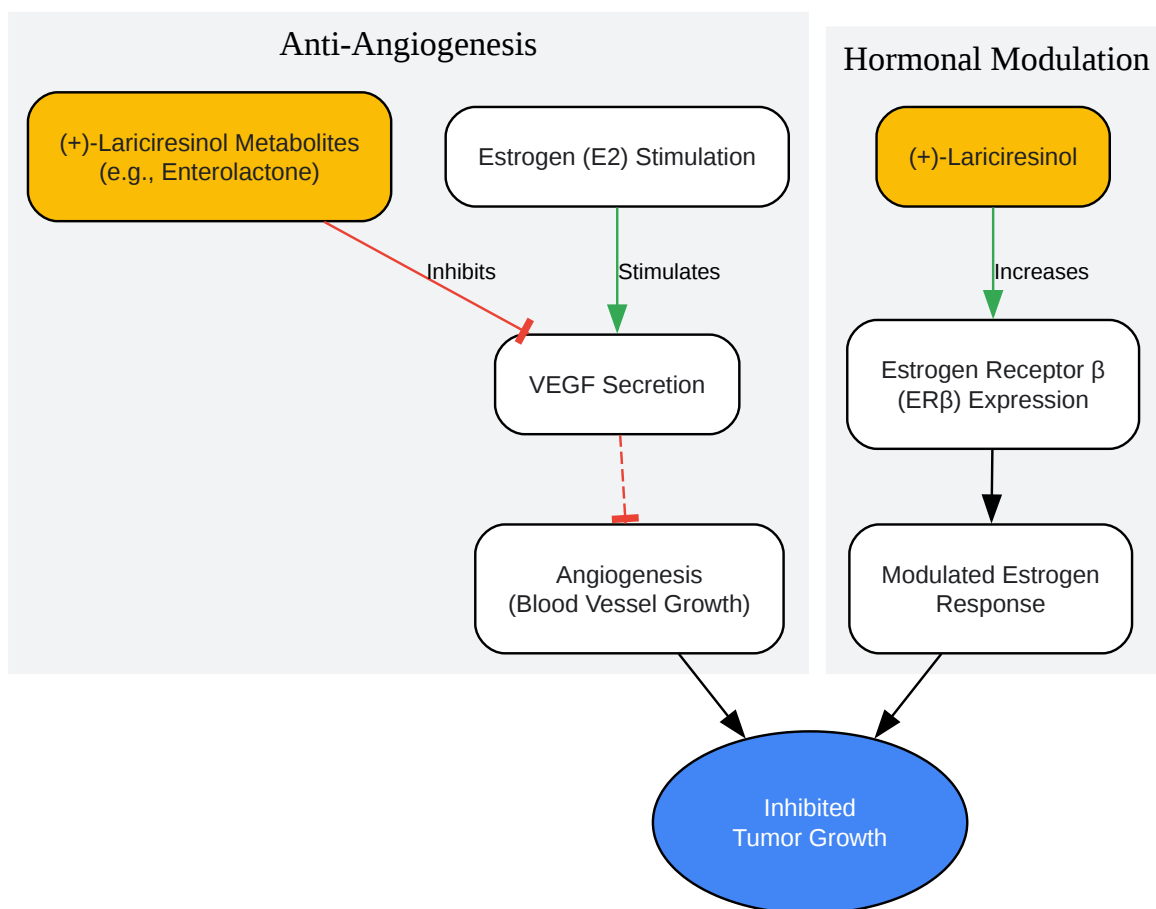 Anti-Angiogenesis
(+)-Lariciresinol Metabolites
(e.g., Enterolactone)
Estrogen (E2) Stimulation
Inhibits
Stimulates
VEGF Secretion
Angiogenesis
(Blood Vessel Growth)
Hormonal Modulation
(+)-Lariciresinol
Increases
Estrogen Receptor β
(ERβ) Expression
Modulated Estrogen
Response
Inhibited
Tumor Growth